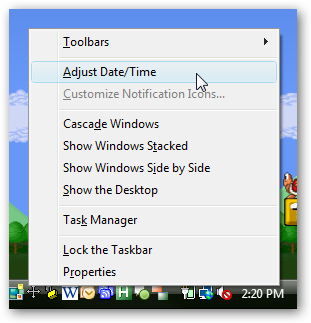 Toolbars
Adjust Date/Time
Customize Notification Icons...
Cascade Windows
Show Windows Stacked
Show Windows Side by Side
Show the Desktop
Task Manager
Lock the Taskbar
Properties
W H 2:20 PM